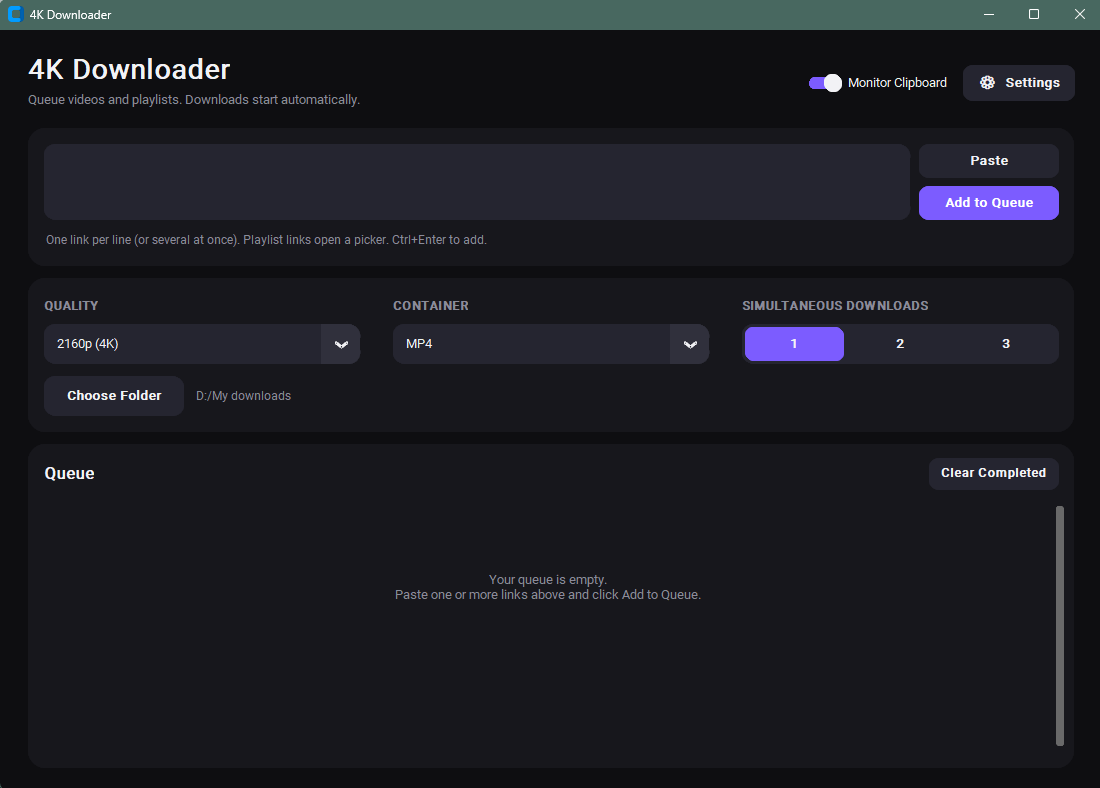 4K Downloader
4K Downloader
Queue videos and playlists. Downloads start automatically.
Monitor Clipboard
Settings
Paste
Add to Queue
One link per line (or several at once). Playlist links open a picker. Ctrl+Enter to add.
QUALITY
CONTAINER
SIMULTANEOUS DOWNLOADS
2160p (4K)
MP4
1
2
3
Choose Folder
D:/My downloads
Queue
Clear Completed
Your queue is empty.
Paste one or more links above and click Add to Queue.